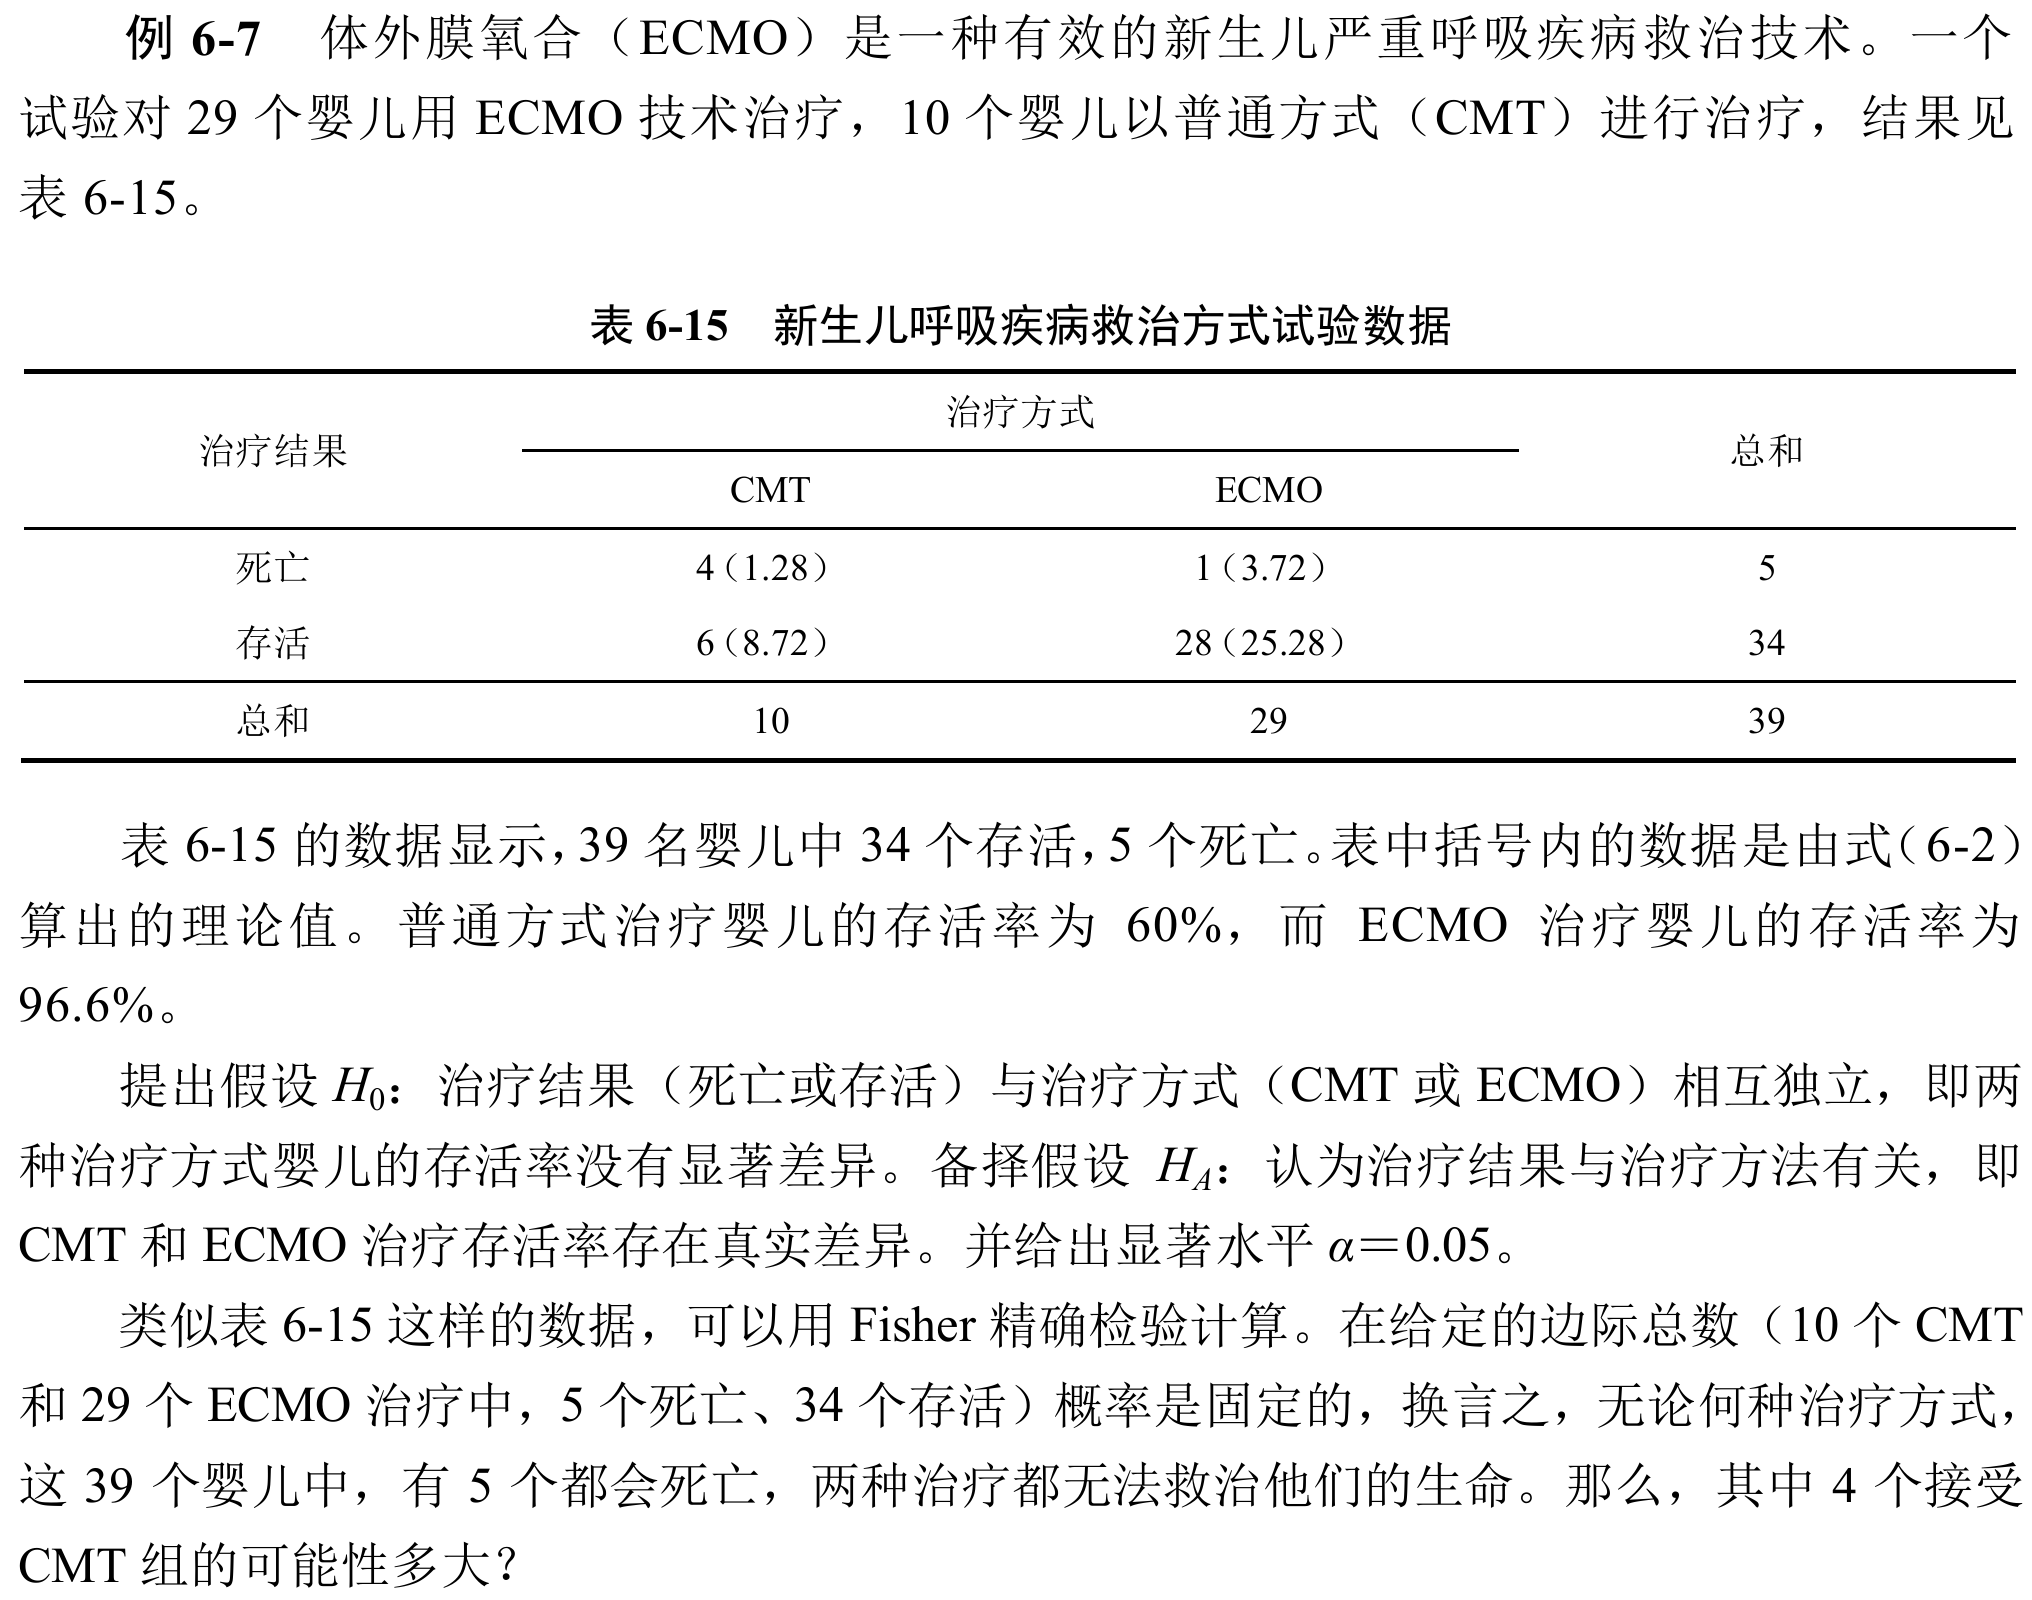 例 6-7 体外膜氧合（ECMO）是一种有效的新生儿严重呼吸疾病救治技术。一个
试验对 29 个婴儿用 ECMO 技术治疗，10 个婴儿以普通方式（CMT）进行治疗，结果见
表 6-15。
表 6-15 新生儿呼吸疾病救治方式试验数据
治疗结果 治疗方式 总和
CMT ECMO
死亡 4（1.28） 1（3.72） 5
存活 6（8.72） 28（25.28） 34
总和 10 29 39
表 6-15 的数据显示，39 名婴儿中 34 个存活，5 个死亡。表中括号内的数据是由式（6-2）
算出的理论值。普通方式治疗婴儿的存活率为 60%，而 ECMO 治疗婴儿的存活率为
96.6%。
提出假设 H0：治疗结果（死亡或存活）与治疗方式（CMT 或 ECMO）相互独立，即两
种治疗方式婴儿的存活率没有显著差异。备择假设 HA：认为治疗结果与治疗方法有关，即
CMT 和 ECMO 治疗存活率存在真实差异。并给出显著水平 α＝0.05。
类似表 6-15 这样的数据，可以用 Fisher 精确检验计算。在给定的边际总数（10 个 CMT
和 29 个 ECMO 治疗中，5 个死亡、34 个存活）概率是固定的，换言之，无论何种治疗方式，
这 39 个婴儿中，有 5 个都会死亡，两种治疗都无法救治他们的生命。那么，其中 4 个接受
CMT 组的可能性多大？